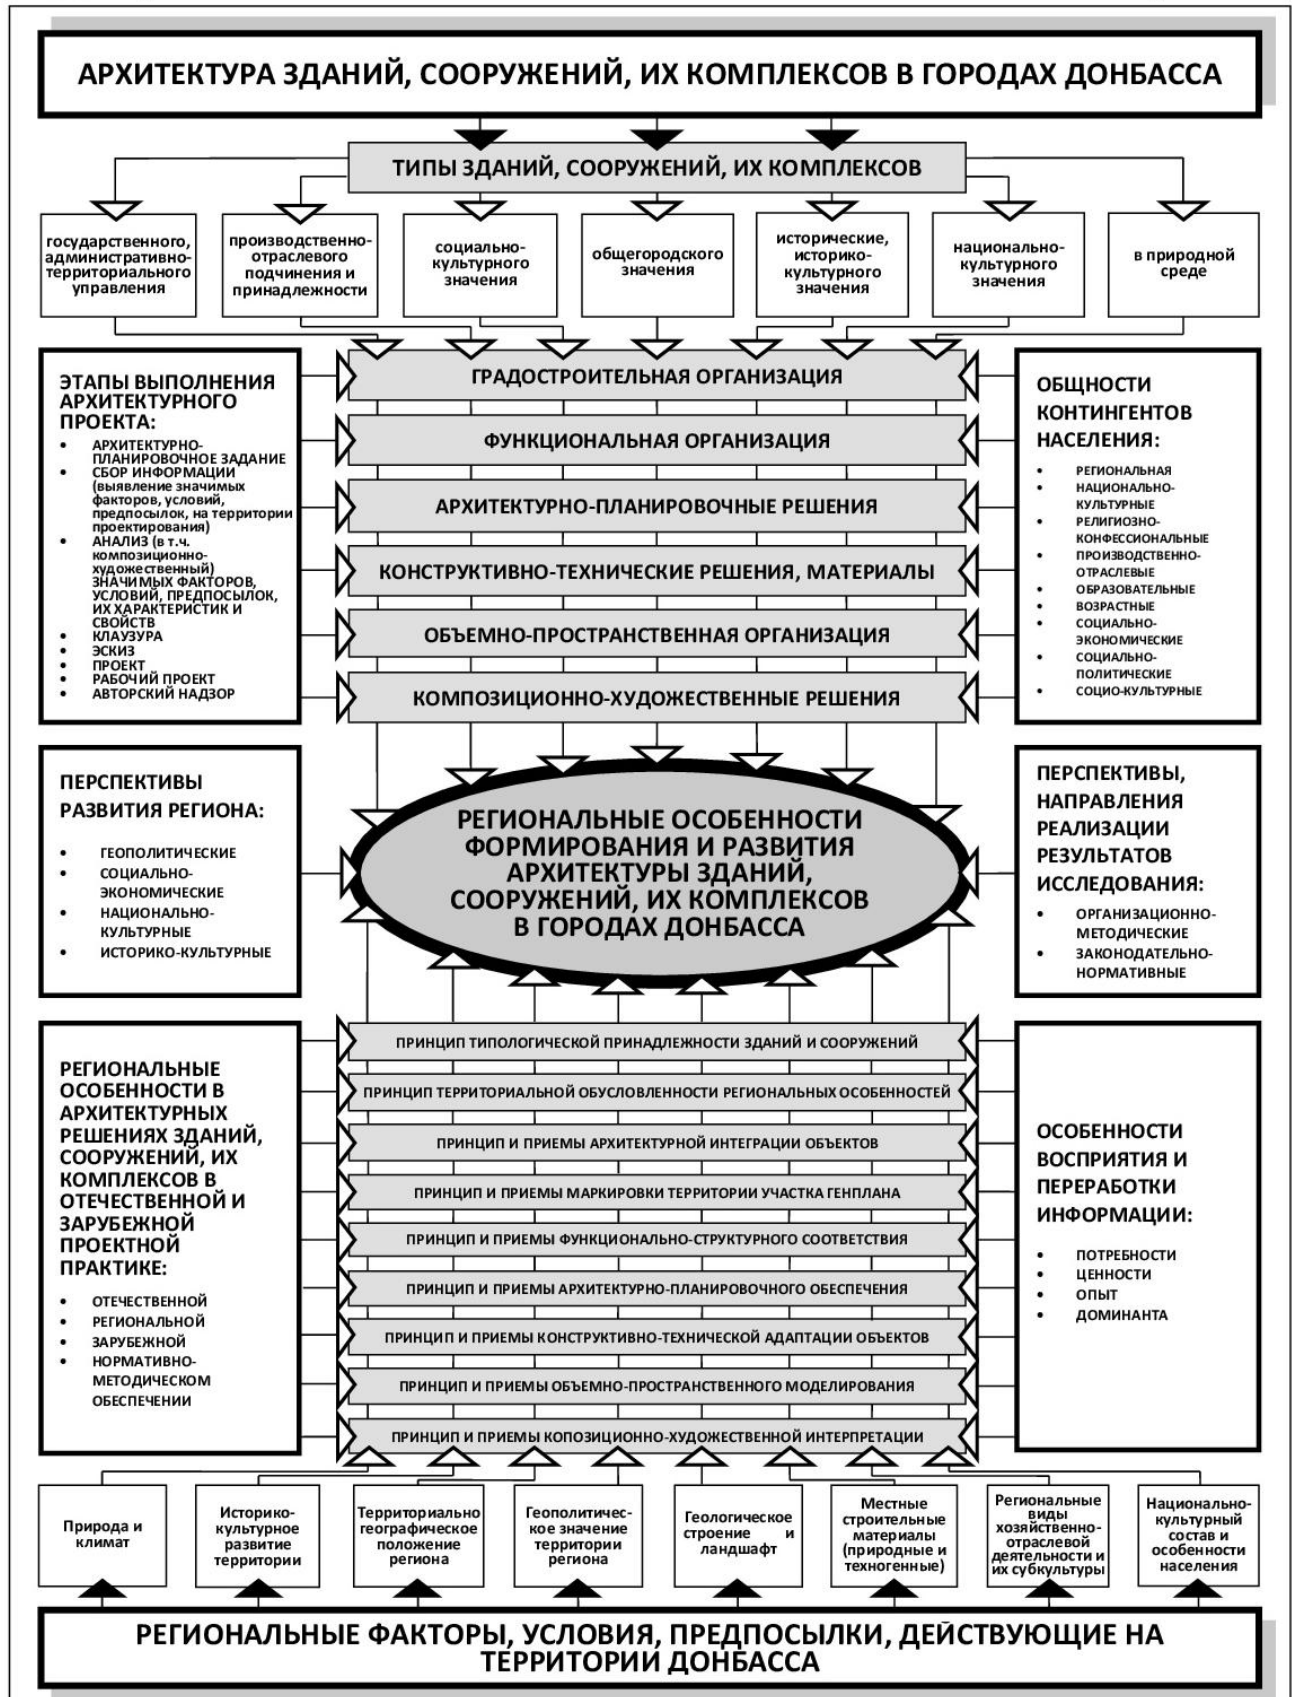 АРХИТЕКТУРА ЗДАНИЙ, СООРУЖЕНИЙ, ИХ КОМПЛЕКСОВ В ГОРОДАХ ДОНБАССА
ТИПЫ ЗДАНИЙ, СООРУЖЕНИЙ, ИХ КОМПЛЕКСОВ
государственного,
административно-
территориального
управления
производственно-
отраслевого
подчинения и
принадлежности
социально-
культурного
значения
общегородского
значения
исторические,
историко-
культурного
значения
национально-
культурного
значения
в природной
среде
ЭТАПЫ ВЫПОЛНЕНИЯ
АРХИТЕКТУРНОГО
ПРОЕКТА:
• АРХИТЕКТУРНО-
ПЛАНИРОВОЧНОЕ ЗАДАНИЕ
• СБОР ИНФОРМАЦИИ
(выявление значимых
факторов, условий,
предпосылок, на территории
проектирования)
• АНАЛИЗ (в т.ч.
композиционно-
художественный)
ЗНАЧИМЫХ ФАКТОРОВ,
УСЛОВИЙ, ПРЕДПОСЫЛОК,
ИХ ХАРАКТЕРИСТИК И
СВОЙСТВ
• КЛАУЗУРА
• ЭСКИЗ
• ПРОЕКТ
• РАБОЧИЙ ПРОЕКТ
• АВТОРСКИЙ НАДЗОР
ГРАДОСТРОИТЕЛЬНАЯ ОРГАНИЗАЦИЯ
ФУНКЦИОНАЛЬНАЯ ОРГАНИЗАЦИЯ
АРХИТЕКТУРНО-ПЛАНИРОВОЧНЫЕ РЕШЕНИЯ
КОНСТРУКТИВНО-ТЕХНИЧЕСКИЕ РЕШЕНИЯ, МАТЕРИАЛЫ
ОБЪЕМНО-ПРОСТРАНСТВЕННАЯ ОРГАНИЗАЦИЯ
КОМПОЗИЦИОННО-ХУДОЖЕСТВЕННЫЕ РЕШЕНИЯ
ОБЩНОСТИ
КОНТИНГЕНТОВ
НАСЕЛЕНИЯ:
• РЕГИОНАЛЬНАЯ
• НАЦИОНАЛЬНО-
КУЛЬТУРНЫЕ
• РЕЛИГИОЗНО-
КОНФЕССИОНАЛЬНЫЕ
• ПРОИЗВОДСТВЕННО-
ОТРАСЛЕВЫЕ
• ОБРАЗОВАТЕЛЬНЫЕ
• ВОЗРАСТНЫЕ
• СОЦИАЛЬНО-
ЭКОНОМИЧЕСКИЕ
• СОЦИАЛЬНО-
ПОЛИТИЧЕСКИЕ
• СОЦИО-КУЛЬТУРНЫЕ
ПЕРСПЕКТИВЫ
РАЗВИТИЯ РЕГИОНА:
• ГЕОПОЛИТИЧЕСКИЕ
• СОЦИАЛЬНО-
ЭКОНОМИЧЕСКИЕ
• НАЦИОНАЛЬНО-
КУЛЬТУРНЫЕ
• ИСТОРИКО-КУЛЬТУРНЫЕ
РЕГИОНАЛЬНЫЕ ОСОБЕННОСТИ
ФОРМИРОВАНИЯ И РАЗВИТИЯ
АРХИТЕКТУРЫ ЗДАНИЙ,
СООРУЖЕНИЙ, ИХ КОМПЛЕКСОВ
В ГОРОДАХ ДОНБАССА
ПЕРСПЕКТИВЫ,
НАПРАВЛЕНИЯ
РЕАЛИЗАЦИИ
РЕЗУЛЬТАТОВ
ИССЛЕДОВАНИЯ:
• ОРГАНИЗАЦИОННО-
МЕТОДИЧЕСКИЕ
• ЗАКОНОДАТЕЛЬНО-
НОРМАТИВНЫЕ
РЕГИОНАЛЬНЫЕ
ОСОБЕННОСТИ В
АРХИТЕКТУРНЫХ
РЕШЕНИЯХ ЗДАНИЙ,
СООРУЖЕНИЙ, ИХ
КОМПЛЕКСОВ В
ОТЕЧЕСТВЕННОЙ И
ЗАРУБЕЖНОЙ
ПРОЕКТНОЙ
ПРАКТИКЕ:
• ОТЕЧЕСТВЕННОЙ
• РЕГИОНАЛЬНОЙ
• ЗАРУБЕЖНОЙ
• НОРМАТИВНО-
МЕТОДИЧЕСКОМ
ОБЕСПЕЧЕНИИ
ПРИНЦИП ТИПОЛОГИЧЕСКОЙ ПРИНАДЛЕЖНОСТИ ЗДАНИЙ И СООРУЖЕНИЙ
ПРИНЦИП ТЕРРИТОРИАЛЬНОЙ ОБУСЛОВЛЕННОСТИ РЕГИОНАЛЬНЫХ ОСОБЕННОСТЕЙ
ПРИНЦИП И ПРИЕМЫ АРХИТЕКТУРНОЙ ИНТЕГРАЦИИ ОБЪЕКТОВ
ПРИНЦИП И ПРИЕМЫ МАРКИРОВКИ ТЕРРИТОРИИ УЧАСТКА ГЕНПЛАНА
ПРИНЦИП И ПРИЕМЫ ФУНКЦИОНАЛЬНО-СТРУКТУРНОГО СООТВЕТСТВИЯ
ПРИНЦИП И ПРИЕМЫ АРХИТЕКТУРНО-ПЛАНИРОВОЧНОГО ОБЕСПЕЧЕНИЯ
ПРИНЦИП И ПРИЕМЫ КОНСТРУКТИВНО-ТЕХНИЧЕСКОЙ АДАПТАЦИИ ОБЪЕКТОВ
ПРИНЦИП И ПРИЕМЫ ОБЪЕМНО-ПРОСТРАНСТВЕННОГО МОДЕЛИРОВАНИЯ
ПРИНЦИП И ПРИЕМЫ КОПОЗИЦИОННО-ХУДОЖЕСТВЕННОЙ ИНТЕРПРЕТАЦИИ
ОСОБЕННОСТИ
ВОСПРИЯТИЯ И
ПЕРЕРАБОТКИ
ИНФОРМАЦИИ:
• ПОТРЕБНОСТИ
• ЦЕННОСТИ
• ОПЫТ
• ДОМИНАНТА
Природа и
климат
Историко-
культурное
развитие
территории
Территориально
географическое
положение
региона
Геополитичес-
кое значение
территории
региона
Геологическое
строение и
ландшафт
Местные
строительные
материалы
(природные и
техногенные)
Региональные
виды
хозяйственно-
отраслевой
деятельности и
их субкультуры
Национально-
культурный
состав и
особенности
населения
РЕГИОНАЛЬНЫЕ ФАКТОРЫ, УСЛОВИЯ, ПРЕДПОСЫЛКИ, ДЕЙСТВУЮЩИЕ НА
ТЕРРИТОРИИ ДОНБАССА